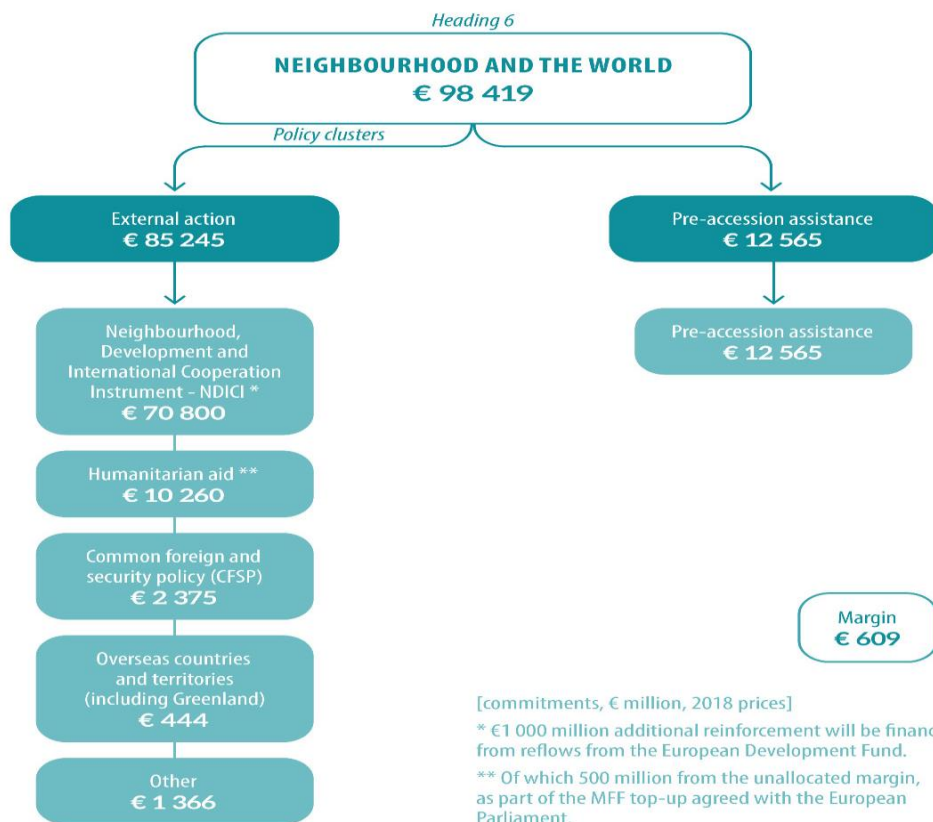 Heading 6
NEIGHBOURHOOD AND THE WORLD
€ 98 419
Policy clusters
External action
€ 85 245
Pre-accession assistance
€ 12 565
Neighbourhood,
Development and
International Cooperation
Instrument - NDICI *
€ 70 800
Pre-accession assistance
€ 12 565
Humanitarian aid **
€ 10 260
Common foreign and
security policy (CFSP)
€ 2 375
Overseas countries
and territories
(including Greenland)
€ 444
Other
€ 1 366
Margin
€ 609
[commitments, € million, 2018 prices]
* €1 000 million additional reinforcement will be financ
from reflows from the European Development Fund.
** Of which 500 million from the unallocated margin,
as part of the MFF top-up agreed with the European
Parliament.